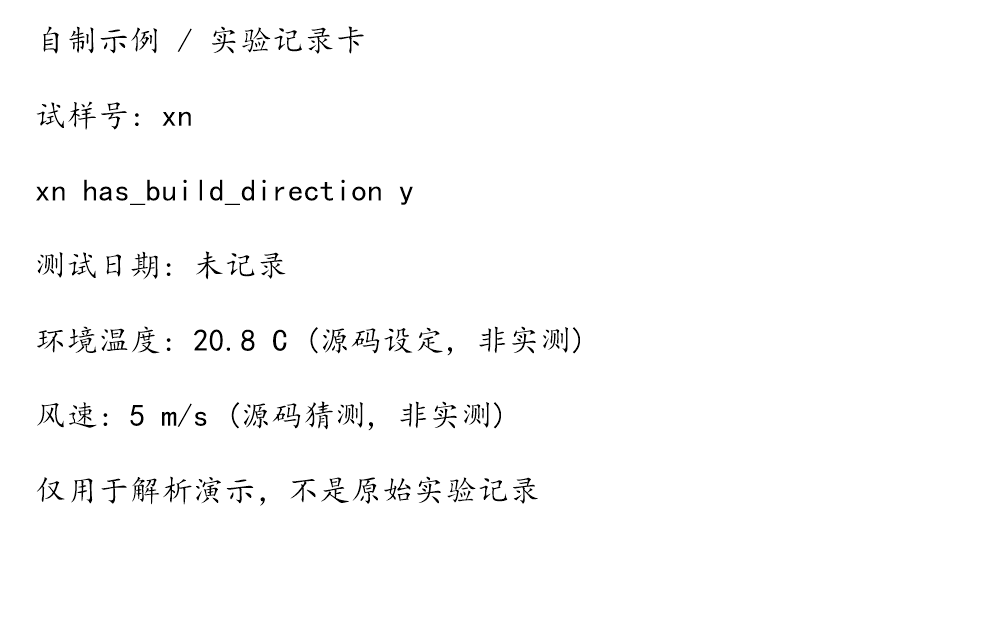 自制示例 / 实验记录卡
试样号: xn
xn has_build_direction y
测试日期: 未记录
环境温度: 20.8 C (源码设定, 非实测)
风速: 5 m/s (源码猜测, 非实测)
仅用于解析演示, 不是原始实验记录